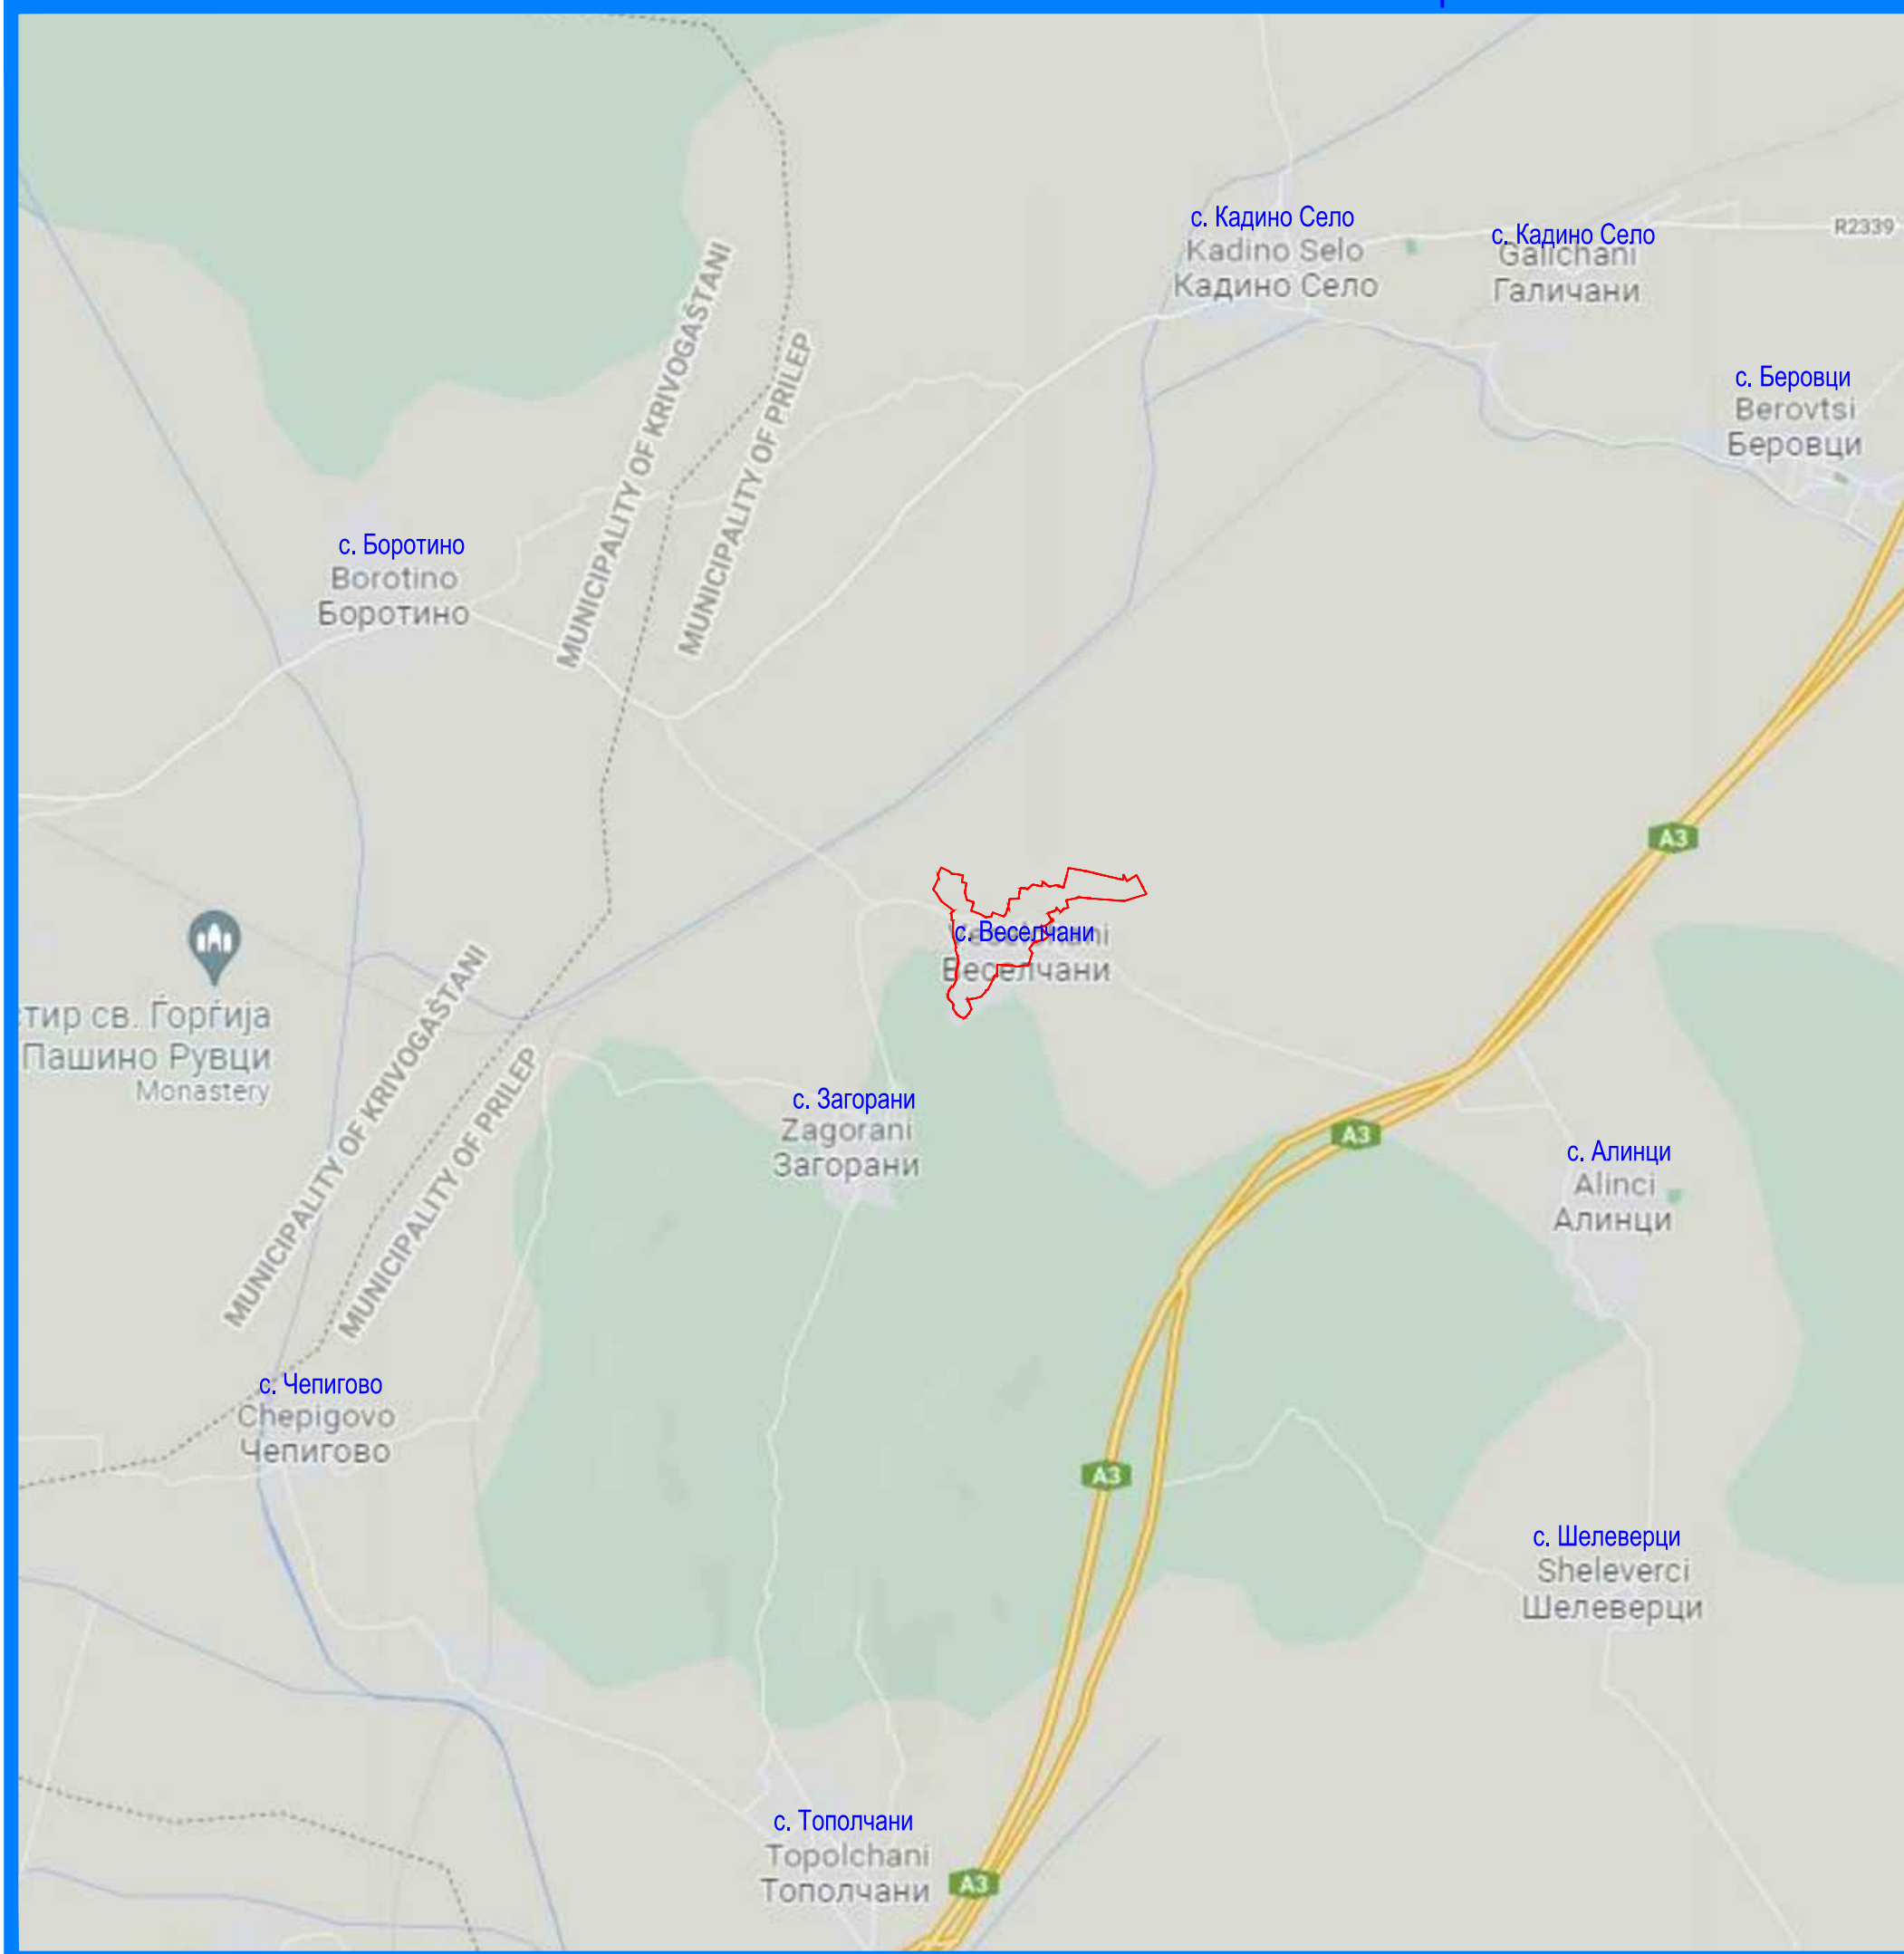 с. Кадино Село
Kadino Selo
Кадино Село
с. Кадино Село
Galichani
Галичани
R2339
с. Беровци
Berovtsi
Беровци
MUNICIPALITY OF KRIVOGAŠTANI
MUNICIPALITY OF PRILEP
с. Боротино
Borotino
Боротино
A3
с. Веселчани
Веселчани
тир св. Ѓорѓија
Пашино Рувци
Monastery
MUNICIPALITY OF KRIVOGAŠTANI
MUNICIPALITY OF PRILEP
с. Загорани
Zagorani
Загорани
A3
с. Алинци
Alinci
Алинци
с. Чепигово
Chepigovo
Чепигово
A3
с. Шелеверци
Sheleverci
Шелеверци
с. Тополчани
Topolchani
Тополчани
A3